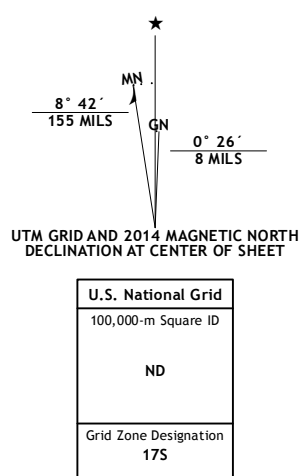 ★
MN
8° 42´
155 MILS
GN
0° 26´
8 MILS
UTM GRID AND 2014 MAGNETIC NORTH
DECLINATION AT CENTER OF SHEET
U.S. National Grid
100,000-m Square ID
ND
Grid Zone Designation
17S